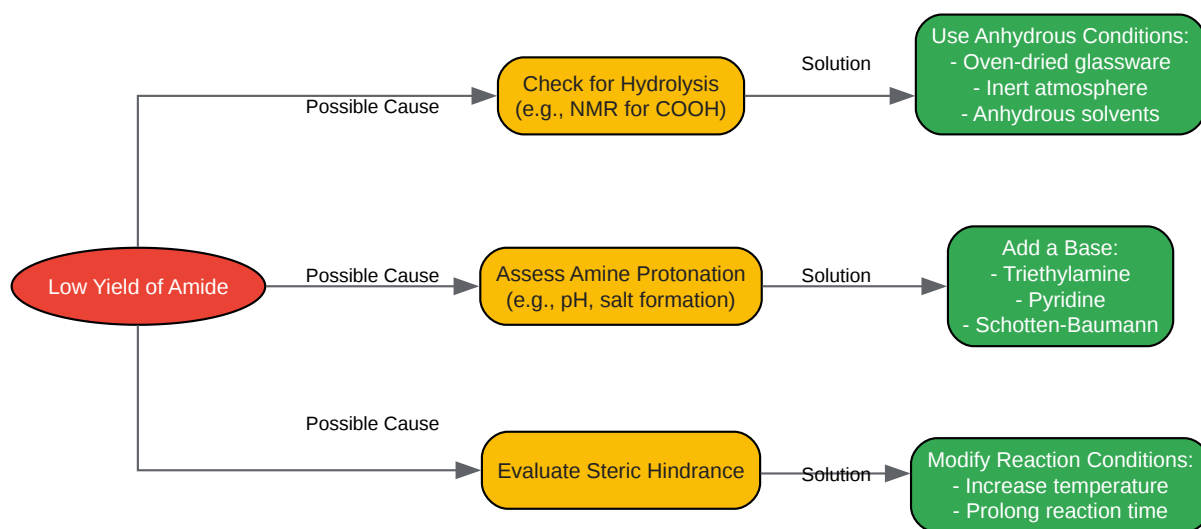 Low Yield of Amide
Possible Cause
Check for Hydrolysis
(e.g., NMR for COOH)
Solution
Use Anhydrous Conditions:
- Oven-dried glassware
- Inert atmosphere
- Anhydrous solvents
Possible Cause
Assess Amine Protonation
(e.g., pH, salt formation)
Solution
Add a Base:
- Triethylamine
- Pyridine
- Schotten-Baumann
Possible Cause
Evaluate Steric Hindrance
Solution
Modify Reaction Conditions:
- Increase temperature
- Prolong reaction time